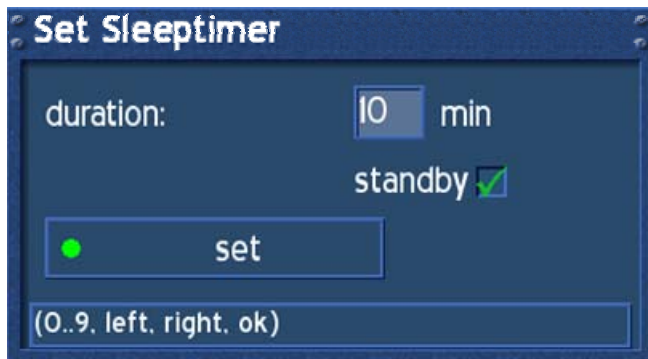 Set Sleeptimer
duration: 10 min
standby
set
(0..9, left, right, ok)